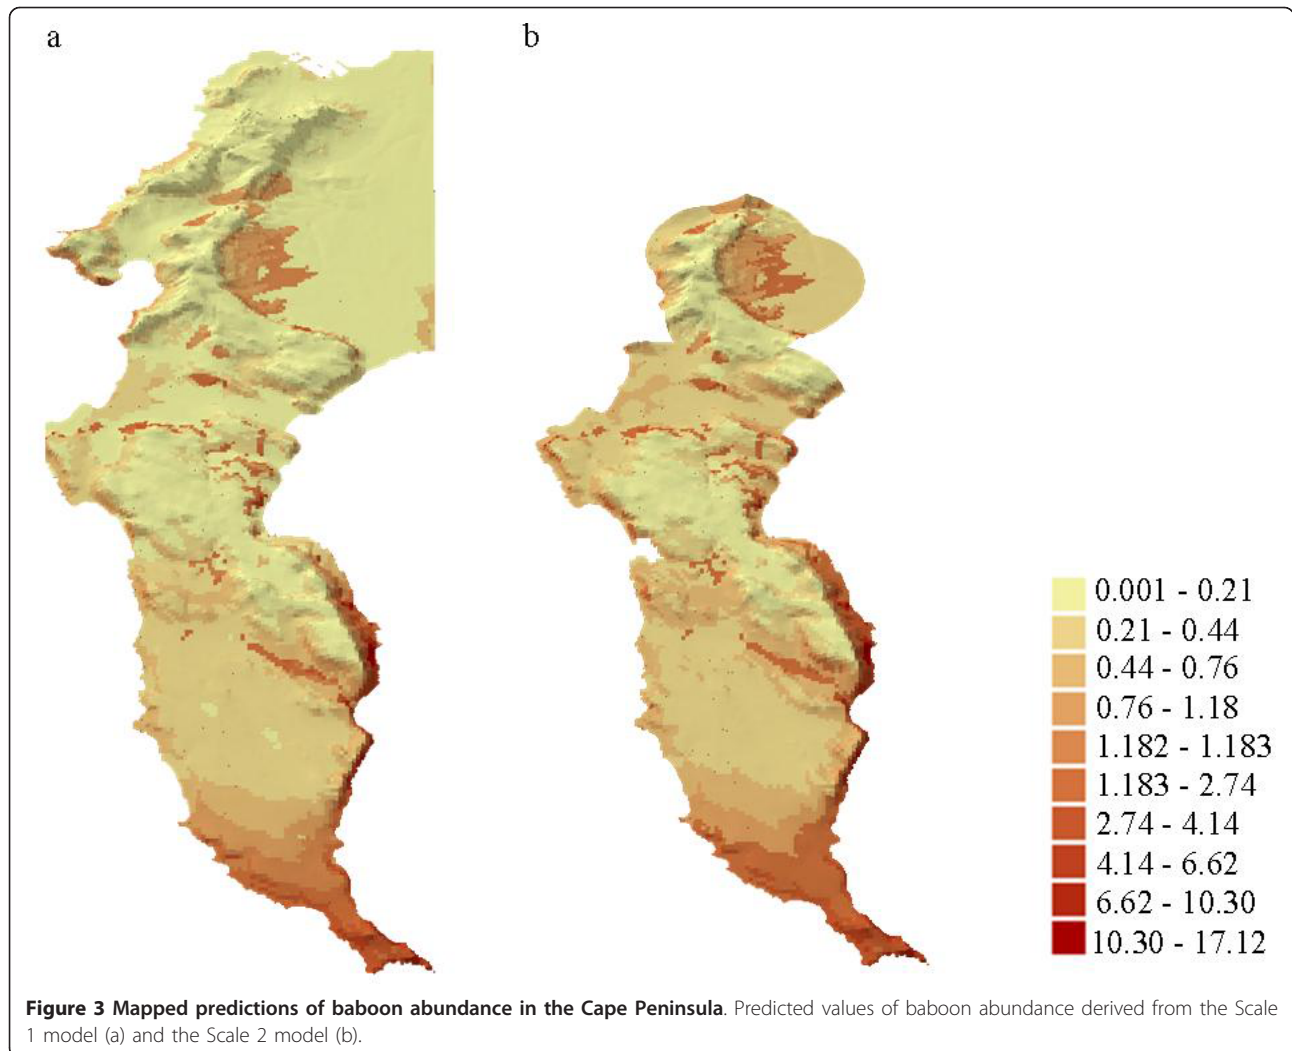 a
b
0.001 - 0.21
0.21 - 0.44
0.44 - 0.76
0.76 - 1.18
1.182 - 1.183
1.183 - 2.74
2.74 - 4.14
4.14 - 6.62
6.62 - 10.30
10.30 - 17.12
Figure 3 Mapped predictions of baboon abundance in the Cape Peninsula. Predicted values of baboon abundance derived from the Scale
1 model (a) and the Scale 2 model (b).